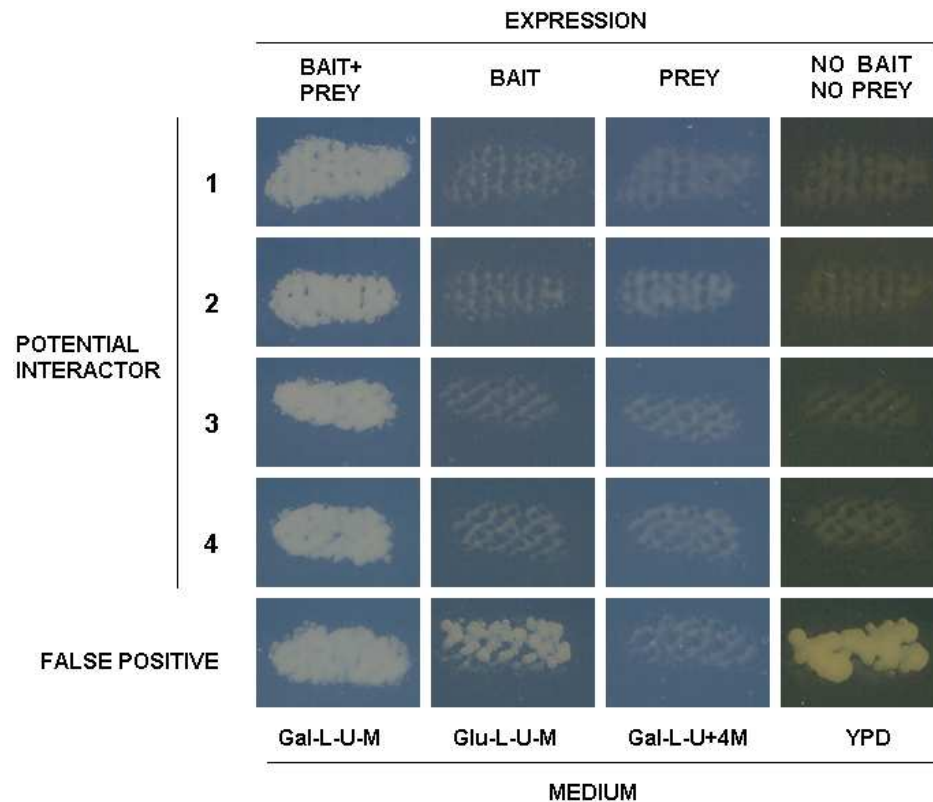 EXPRESSION
BAIT+
PREY
BAIT
PREY
NO BAIT
NO PREY
1
2
POTENTIAL
INTERACTOR
3
4
FALSE POSITIVE
Gal-L-U-M
Glu-L-U-M
Gal-L-U+4M
YPD
MEDIUM